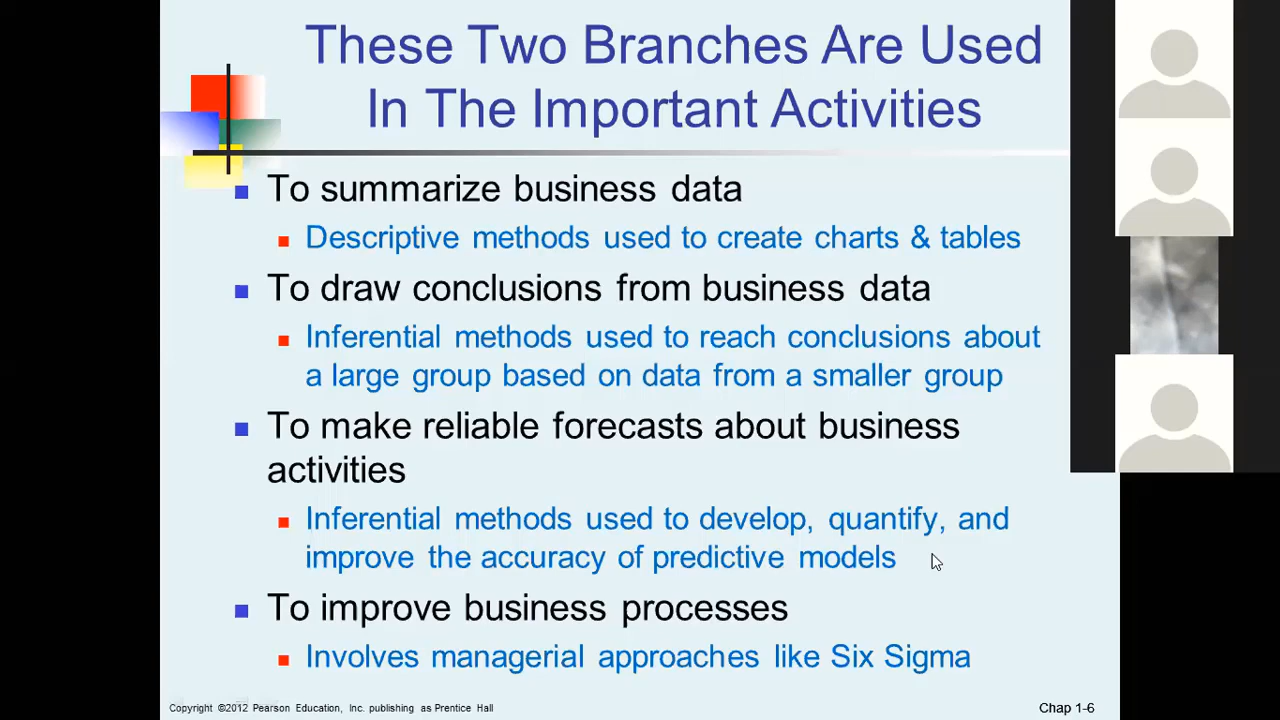 These Two Branches Are Used
In The Important Activities
To summarize business data
Descriptive methods used to create charts & tables
To draw conclusions from business data
Inferential methods used to reach conclusions about
a large group based on data from a smaller group
To make reliable forecasts about business
activities
Inferential methods used to develop, quantify, and
improve the accuracy of predictive models
To improve business processes
Involves managerial approaches like Six Sigma
Copyright ©2012 Pearson Education, Inc. publishing as Prentice Hall
Chap 1-6